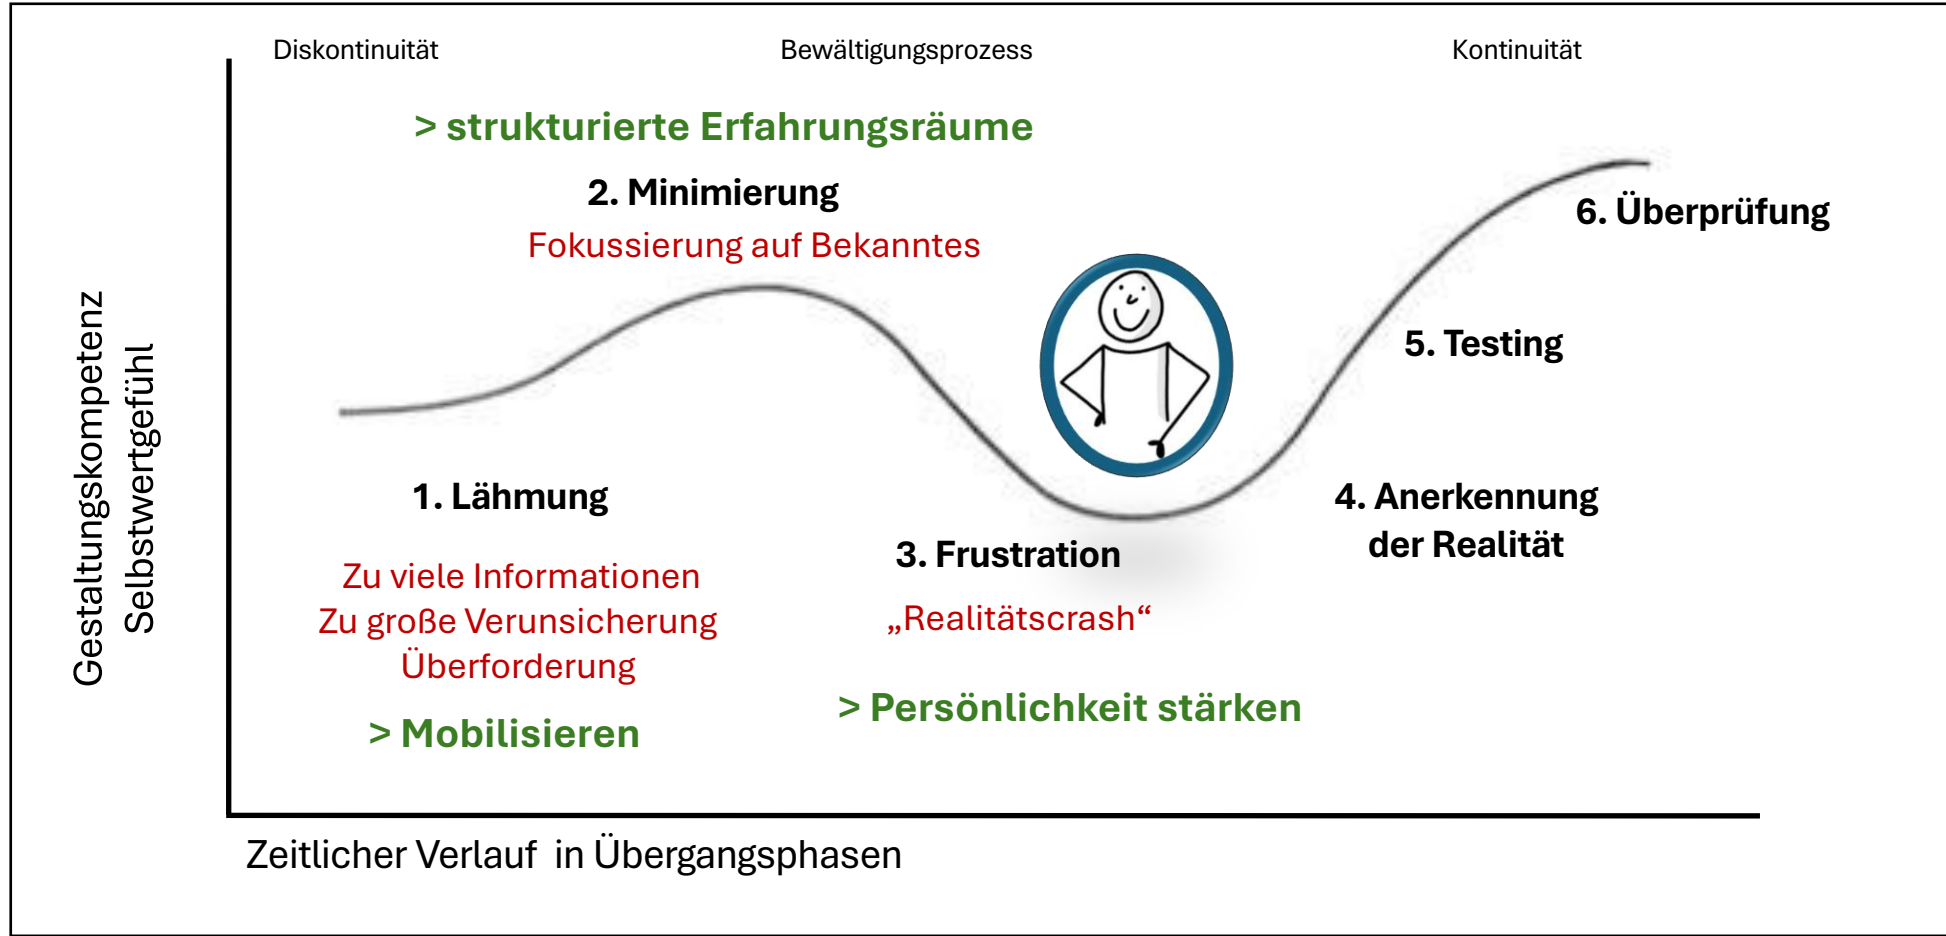 Diskontinuität
Bewältigungsprozess
Kontinuität
> strukturierte Erfahrungsräume
2. Minimierung
Fokussierung auf Bekanntes
6. Überprüfung
5. Testing
Gestaltungskompetenz
Selbstwertgefühl
1. Lähmung
Zu viele Informationen
Zu große Verunsicherung
Überforderung
> Mobilisieren
3. Frustration
„Realitätscrash“
> Persönlichkeit stärken
4. Anerkennung
der Realität
Zeitlicher Verlauf  in Übergangsphasen